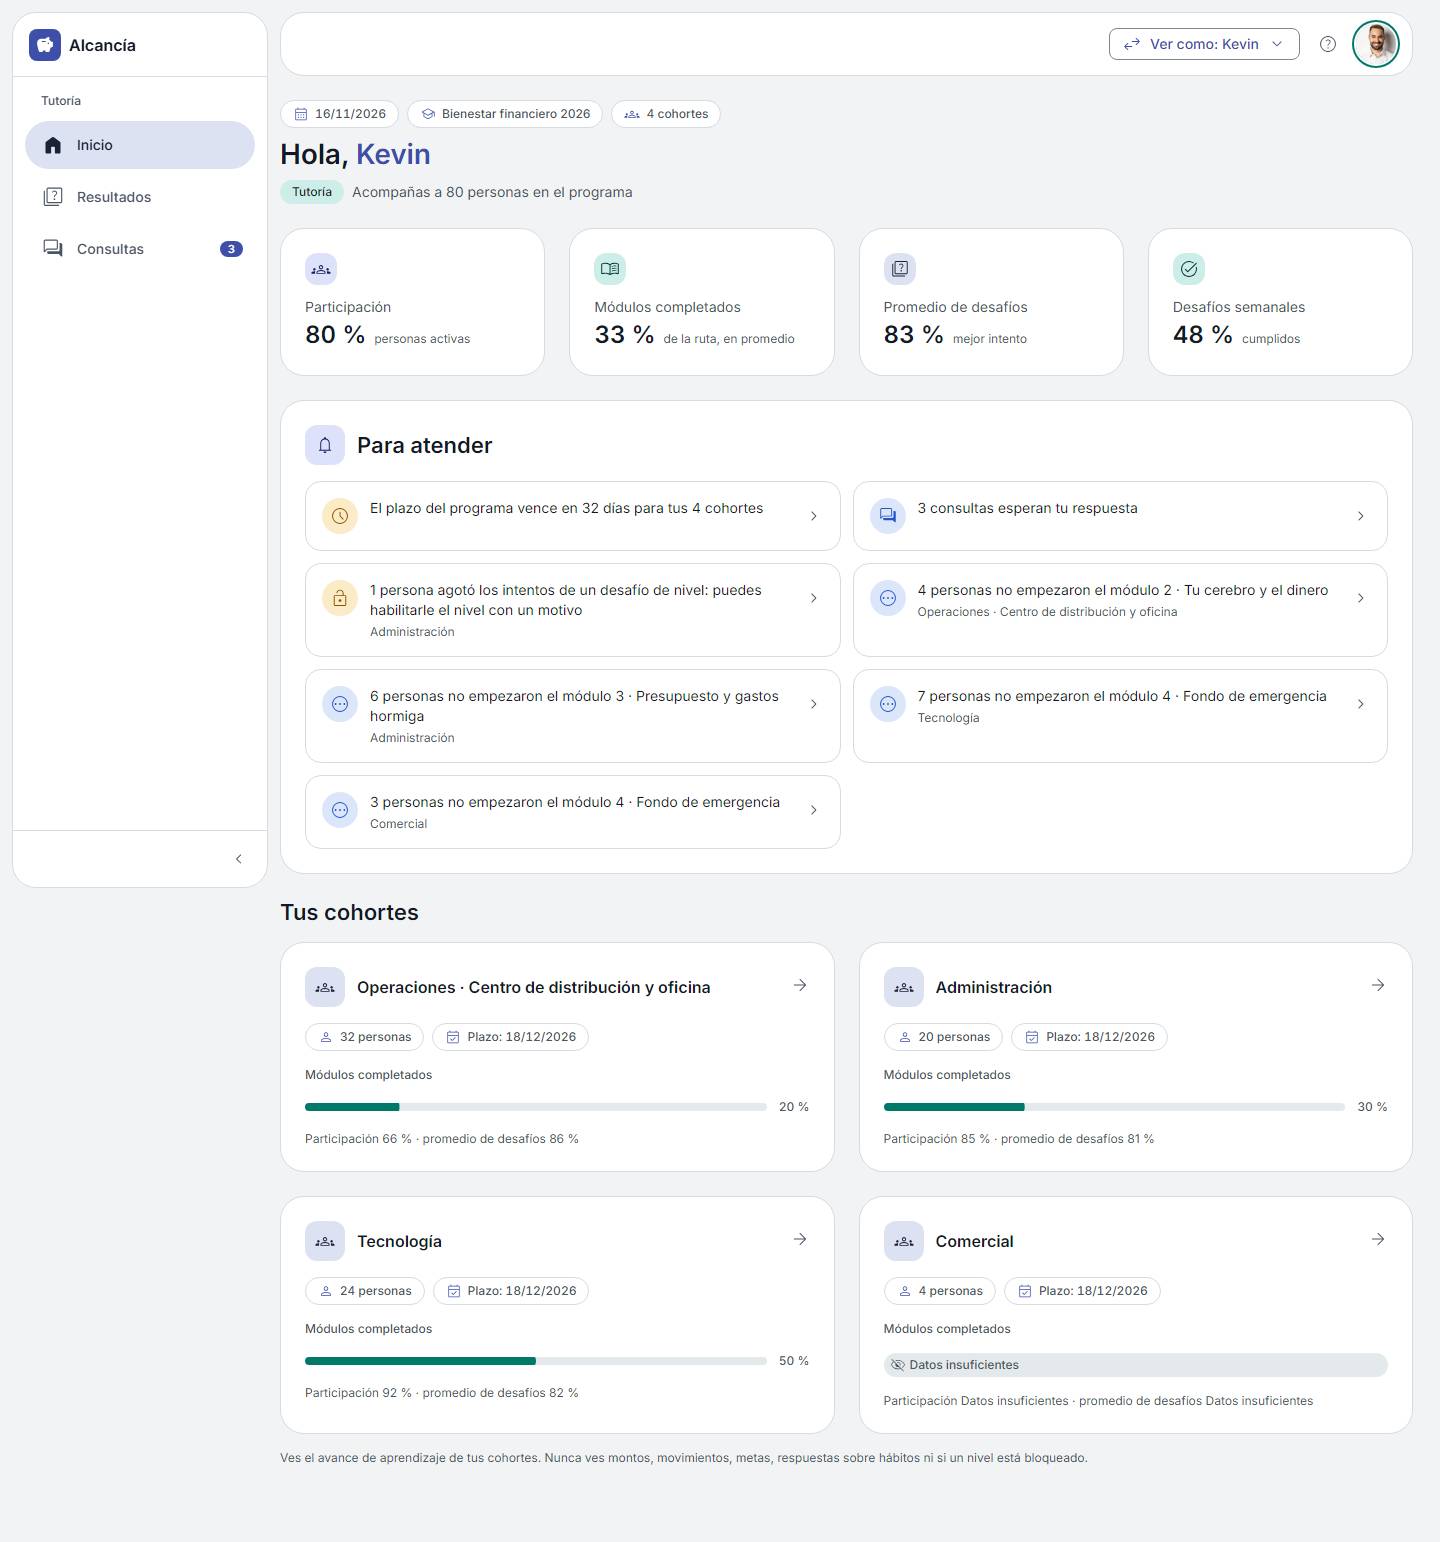 Alcancía
Ver como: Kevin
Tutoría
Inicio
Resultados
Consultas
3
16/11/2026
Bienestar financiero 2026
4 cohortes
Hola, Kevin
Tutoría
Acompañas a 80 personas en el programa
Participación
80 % personas activas
Módulos completados
33 % de la ruta, en promedio
Promedio de desafíos
83 % mejor intento
Desafíos semanales
48 % cumplidos
Para atender
El plazo del programa vence en 32 días para tus 4 cohortes
3 consultas esperan tu respuesta
1 persona agotó los intentos de un desafío de nivel: puedes
habilitarle el nivel con un motivo
Administración
4 personas no empezaron el módulo 2 · Tu cerebro y el dinero
Operaciones · Centro de distribución y oficina
6 personas no empezaron el módulo 3 · Presupuesto y gastos
hormiga
Administración
7 personas no empezaron el módulo 4 · Fondo de emergencia
Tecnología
3 personas no empezaron el módulo 4 · Fondo de emergencia
Comercial
Tus cohortes
Operaciones · Centro de distribución y oficina
32 personas
Plazo: 18/12/2026
Módulos completados
20 %
Participación 66 % · promedio de desafíos 86 %
Administración
20 personas
Plazo: 18/12/2026
Módulos completados
30 %
Participación 85 % · promedio de desafíos 81 %
Tecnología
24 personas
Plazo: 18/12/2026
Módulos completados
50 %
Participación 92 % · promedio de desafíos 82 %
Comercial
4 personas
Plazo: 18/12/2026
Módulos completados
Datos insuficientes
Participación Datos insuficientes · promedio de desafíos Datos insuficientes
Ves el avance de aprendizaje de tus cohortes. Nunca ves montos, movimientos, metas, respuestas sobre hábitos ni si un nivel está bloqueado.